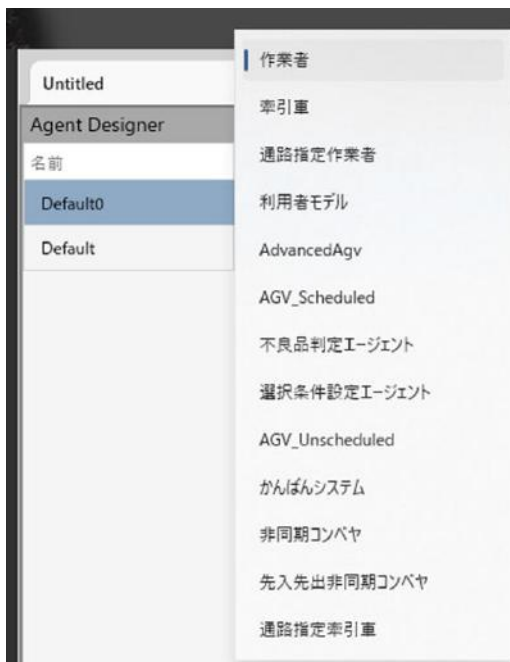 Untitled
Agent Designer
名前
Default0
Default
作業者
牽引車
通路指定作業者
利用者モデル
AdvancedAgv
AGV_Scheduled
不良品判定エージェント
選択条件設定エージェント
AGV_Unscheduled
かんばんシステム
非同期コンベヤ
先入先出非同期コンベヤ
通路指定牽引車